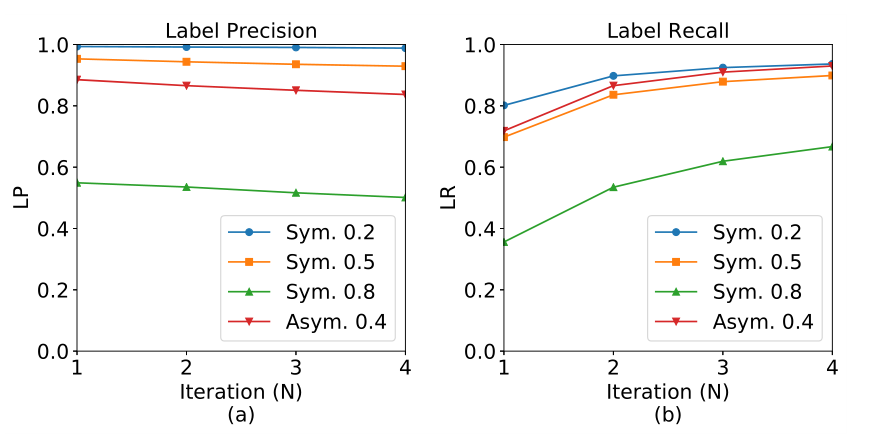 Label Precision
1.0
0.8
0.6
0.4
0.2
0.0
LP
1 2 3 4
Iteration (N)
(a)
Sym. 0.2
Sym. 0.5
Sym. 0.8
Asym. 0.4
Label Recall
1.0
0.8
0.6
0.4
0.2
0.0
LR
1 2 3 4
Iteration (N)
(b)
Sym. 0.2
Sym. 0.5
Sym. 0.8
Asym. 0.4